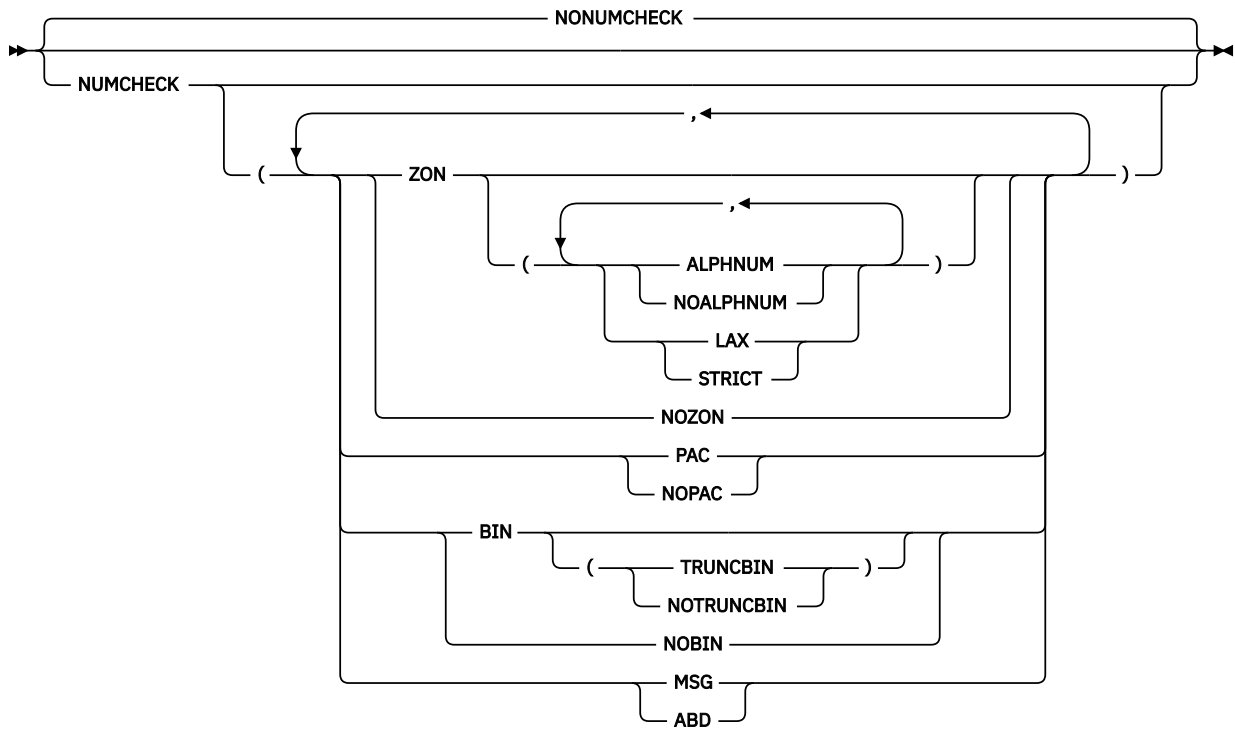 NONUMCHECK
NUMCHECK
,
( ZON )
,
( ALPHNUM )
NOALPHNUM
LAX
STRICT
NOZON
PAC
NOPAC
BIN
( TRUNCBIN )
NOTRUNCBIN
NOBIN
MSG
ABD